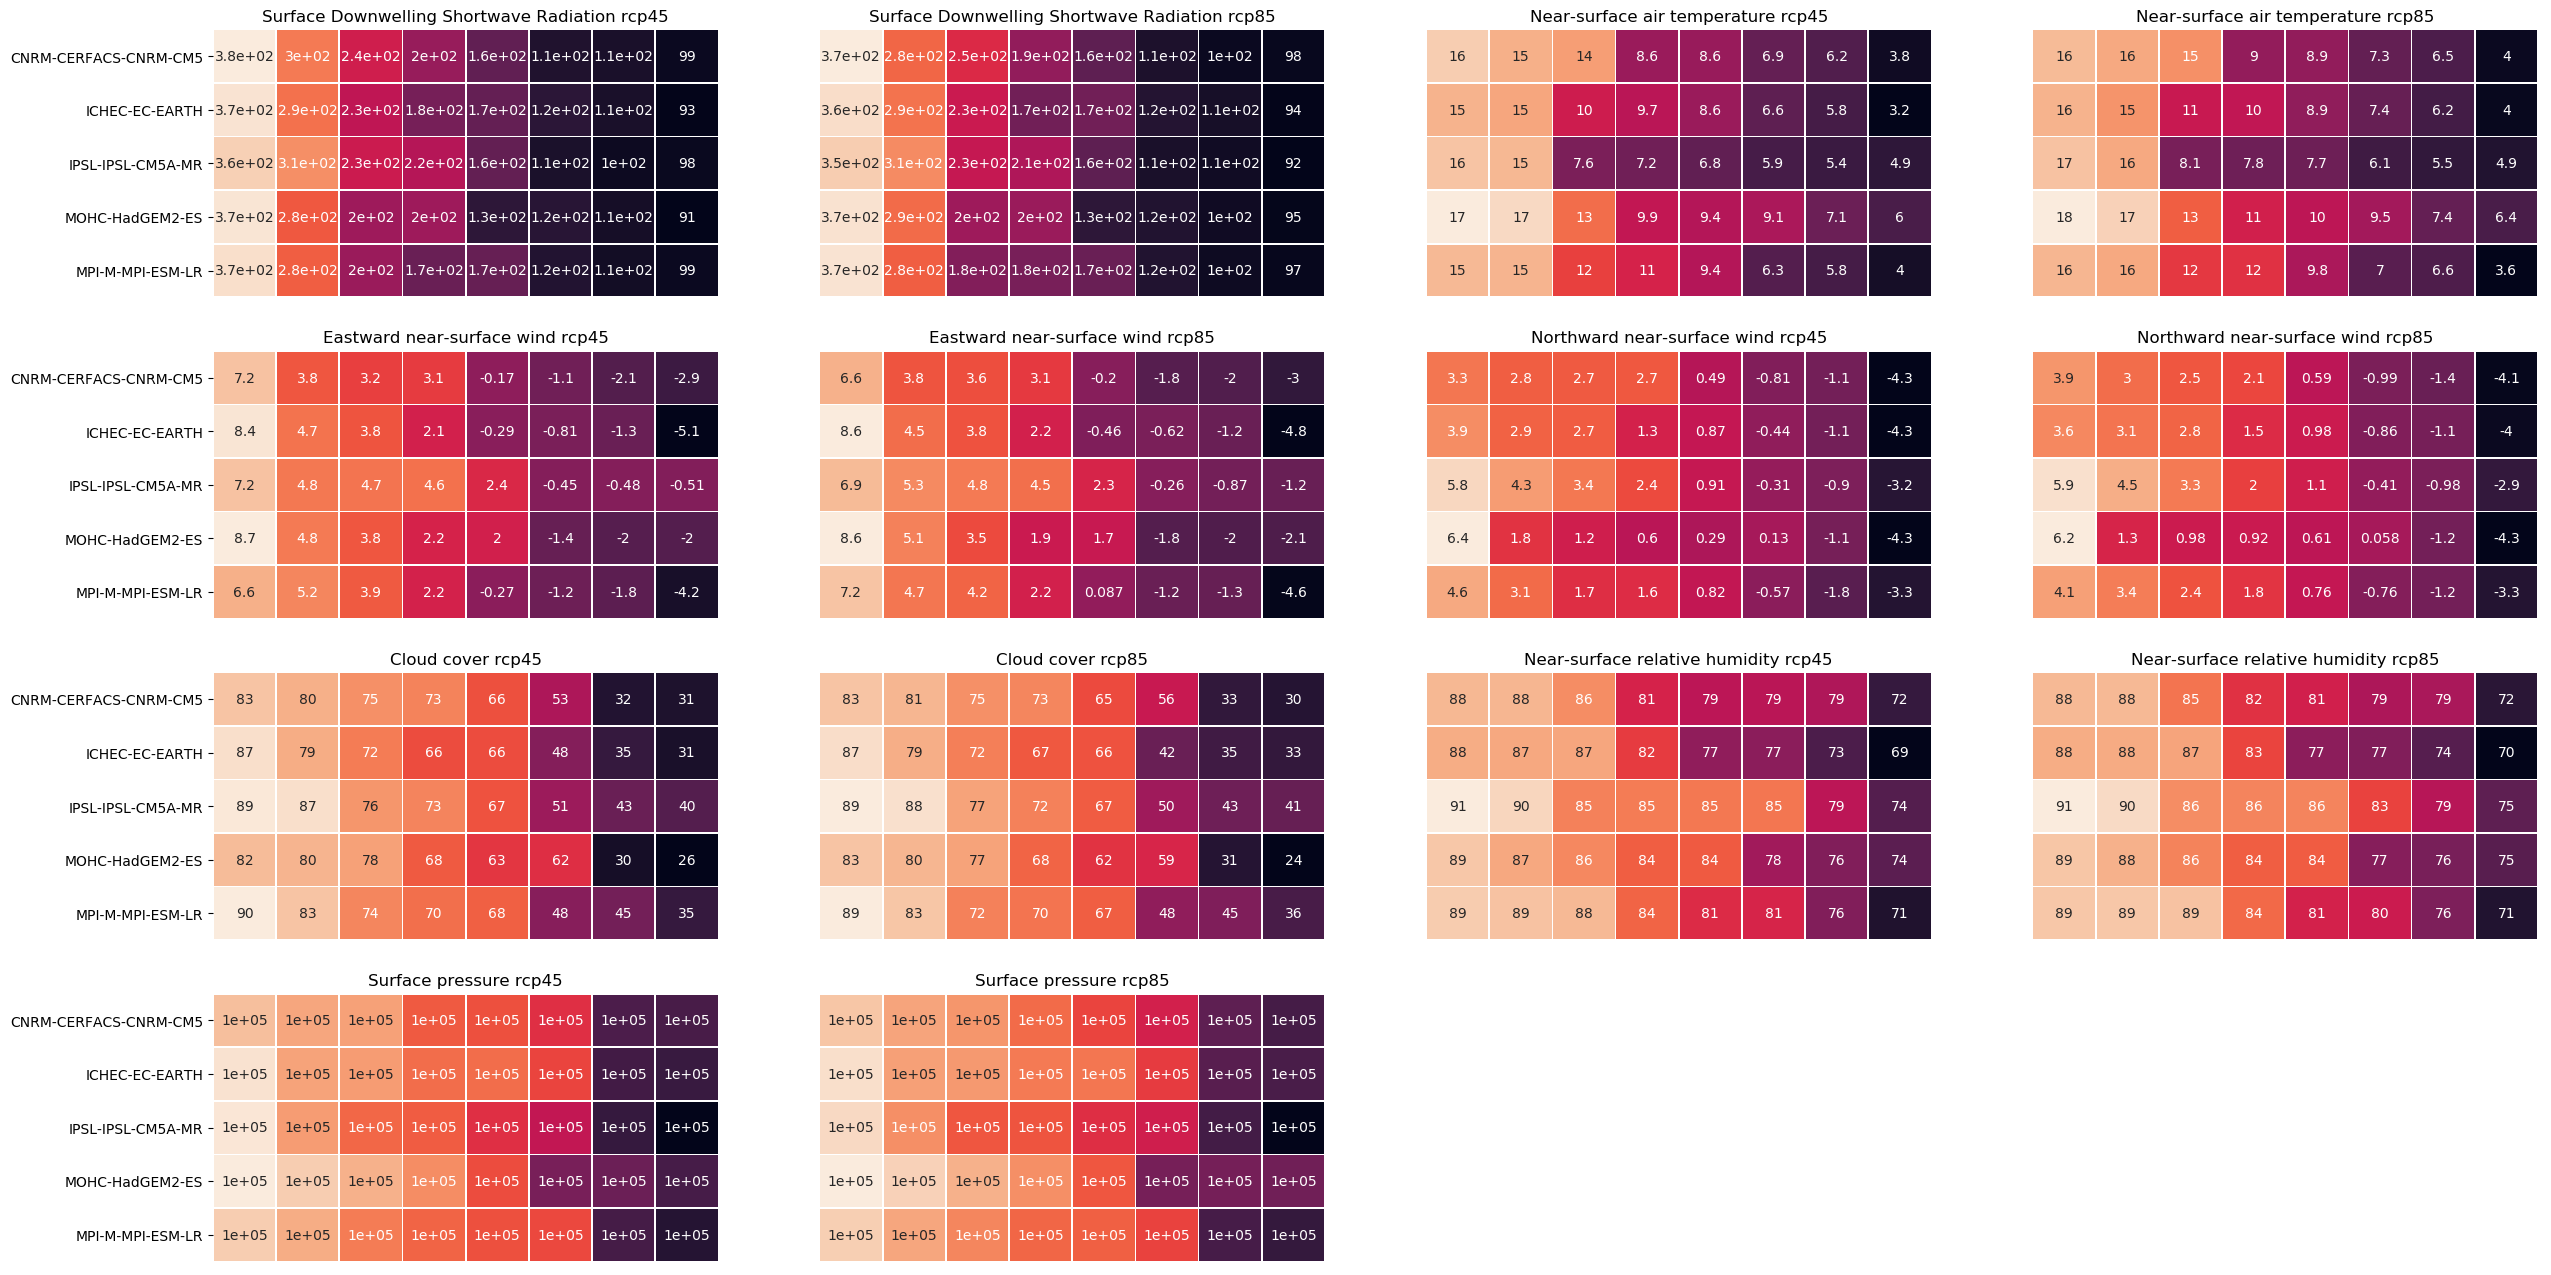 Surface Downwelling Shortwave Radiation rcp45 Surface Downwelling Shortwave Radiation rcp85 Near-surface air temperature rcp45 Near-surface air temperature rcp85
CNRM-CERFACS-CNRM-CM5 3.8e+02 3e+02 2.4e+02 2e+02 1.6e+02 1.1e+02 1.1e+02 99 3.7e+02 2.8e+02 2.5e+02 1.9e+02 1.6e+02 1.1e+02 1e+02 98 16 15 14 8.6 8.6 6.9 6.2 3.8 16 16 15 9 8.9 7.3 6.5 4
ICHEC-EC-EARTH 3.7e+02 2.9e+02 2.3e+02 1.8e+02 1.7e+02 1.2e+02 1.1e+02 93 3.6e+02 2.9e+02 2.3e+02 1.7e+02 1.7e+02 1.2e+02 1.1e+02 94 15 15 10 9.7 8.6 6.6 5.8 3.2 16 15 11 10 8.9 7.4 6.2 4
IPSL-IPSL-CM5A-MR 3.6e+02 3.1e+02 2.3e+02 2.2e+02 1.6e+02 1.1e+02 1e+02 98 3.5e+02 3.1e+02 2.3e+02 2.1e+02 1.6e+02 1.1e+02 1.1e+02 92 16 15 7.6 7.2 6.8 5.9 5.4 4.9 17 16 8.1 7.8 7.7 6.1 5.5 4.9
MOHC-HadGEM2-ES 3.7e+02 2.8e+02 2e+02 2e+02 1.3e+02 1.2e+02 1.1e+02 91 3.7e+02 2.9e+02 2e+02 2e+02 1.3e+02 1.2e+02 1e+02 95 17 17 13 9.9 9.4 9.1 7.1 6 18 17 13 11 10 9.5 7.4 6.4
MPI-M-MPI-ESM-LR 3.7e+02 2.8e+02 2e+02 1.7e+02 1.7e+02 1.2e+02 1.1e+02 99 3.7e+02 2.8e+02 1.8e+02 1.8e+02 1.7e+02 1.2e+02 1e+02 97 15 15 12 11 9.4 6.3 5.8 4 16 16 12 12 9.8 7 6.6 3.6
Eastward near-surface wind rcp45 Eastward near-surface wind rcp85 Northward near-surface wind rcp45 Northward near-surface wind rcp85
CNRM-CERFACS-CNRM-CM5 7.2 3.8 3.2 3.1 -0.17 -1.1 -2.1 -2.9 6.6 3.8 3.6 3.1 -0.2 -1.8 -2 -3 3.3 2.8 2.7 2.7 0.49 -0.81 -1.1 -4.3 3.9 3 2.5 2.1 0.59 -0.99 -1.4 -4.1
ICHEC-EC-EARTH 8.4 4.7 3.8 2.1 -0.29 -0.81 -1.3 -5.1 8.6 4.5 3.8 2.2 -0.46 -0.62 -1.2 -4.8 3.9 2.9 2.7 1.3 0.87 -0.44 -1.1 -4.3 3.6 3.1 2.8 1.5 0.98 -0.86 -1.1 -4
IPSL-IPSL-CM5A-MR 7.2 4.8 4.7 4.6 2.4 -0.45 -0.48 -0.51 6.9 5.3 4.8 4.5 2.3 -0.26 -0.87 -1.2 5.8 4.3 3.4 2.4 0.91 -0.31 -0.9 -3.2 5.9 4.5 3.3 2 1.1 -0.41 -0.98 -2.9
MOHC-HadGEM2-ES 8.7 4.8 3.8 2.2 2 -1.4 -2 -2 8.6 5.1 3.5 1.9 1.7 -1.8 -2 -2.1 6.4 1.8 1.2 0.6 0.29 0.13 -1.1 -4.3 6.2 1.3 0.98 0.92 0.61 0.058 -1.2 -4.3
MPI-M-MPI-ESM-LR 6.6 5.2 3.9 2.2 -0.27 -1.2 -1.8 -4.2 7.2 4.7 4.2 2.2 0.087 -1.2 -1.3 -4.6 4.6 3.1 1.7 1.6 0.82 -0.57 -1.8 -3.3 4.1 3.4 2.4 1.8 0.76 -0.76 -1.2 -3.3
Cloud cover rcp45 Cloud cover rcp85 Near-surface relative humidity rcp45 Near-surface relative humidity rcp85
CNRM-CERFACS-CNRM-CM5 83 80 75 73 66 53 32 31 83 81 75 73 65 56 33 30 88 88 86 81 79 79 79 72 88 88 85 82 81 79 79 72
ICHEC-EC-EARTH 87 79 72 66 66 48 35 31 87 79 72 67 66 42 35 33 88 87 87 82 77 77 73 69 88 88 87 83 77 77 74 70
IPSL-IPSL-CM5A-MR 89 87 76 73 67 51 43 40 89 88 77 72 67 50 43 41 91 90 85 85 85 85 79 74 91 90 86 86 86 83 79 75
MOHC-HadGEM2-ES 82 80 78 68 63 62 30 26 83 80 77 68 62 59 31 24 89 87 86 84 84 78 76 74 89 88 86 84 84 77 76 75
MPI-M-MPI-ESM-LR 90 83 74 70 68 48 45 35 89 83 72 70 67 48 45 36 89 89 88 84 81 81 76 71 89 89 89 84 81 80 76 71
Surface pressure rcp45 Surface pressure rcp85
CNRM-CERFACS-CNRM-CM5 1e+05 1e+05 1e+05 1e+05 1e+05 1e+05 1e+05 1e+05 1e+05 1e+05 1e+05 1e+05 1e+05 1e+05 1e+05 1e+05
ICHEC-EC-EARTH 1e+05 1e+05 1e+05 1e+05 1e+05 1e+05 1e+05 1e+05 1e+05 1e+05 1e+05 1e+05 1e+05 1e+05 1e+05 1e+05
IPSL-IPSL-CM5A-MR 1e+05 1e+05 1e+05 1e+05 1e+05 1e+05 1e+05 1e+05 1e+05 1e+05 1e+05 1e+05 1e+05 1e+05 1e+05 1e+05
MOHC-HadGEM2-ES 1e+05 1e+05 1e+05 1e+05 1e+05 1e+05 1e+05 1e+05 1e+05 1e+05 1e+05 1e+05 1e+05 1e+05 1e+05 1e+05
MPI-M-MPI-ESM-LR 1e+05 1e+05 1e+05 1e+05 1e+05 1e+05 1e+05 1e+05 1e+05 1e+05 1e+05 1e+05 1e+05 1e+05 1e+05 1e+05